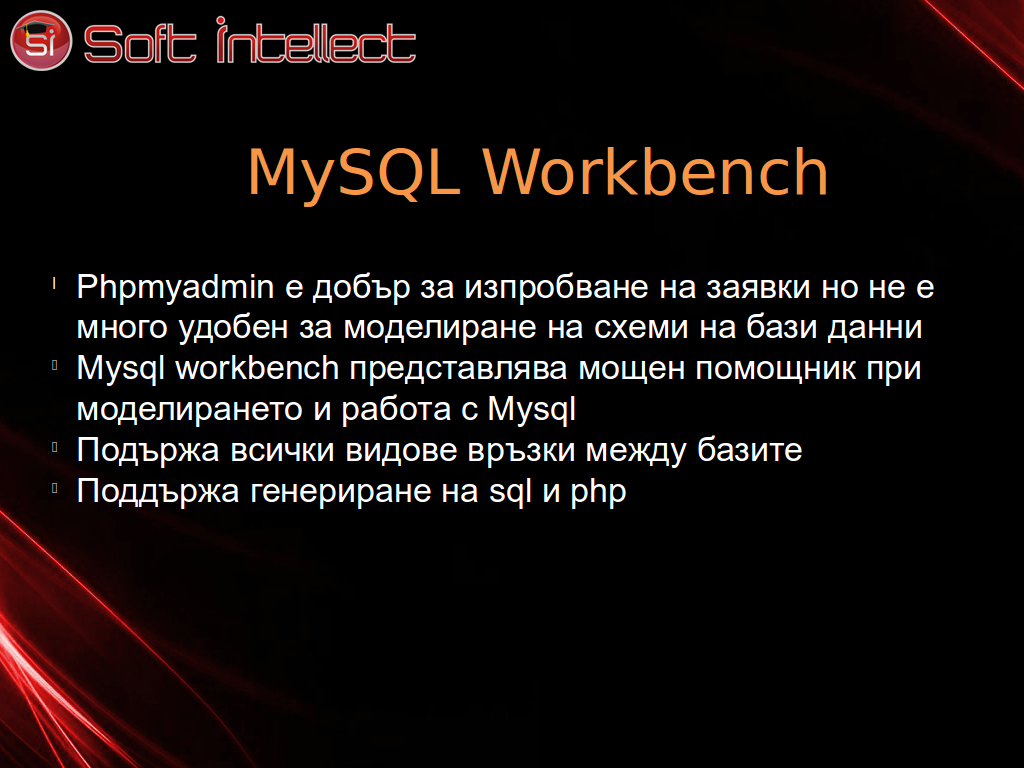 Si Soft Intellect
MySQL Workbench
Phpmyadmin е добър за изпробване на заявки но не е
много удобен за моделиране на схеми на бази данни
Mysql workbench представлява мощен помощник при
моделирането и работа с Mysql
Подържа всички видове връзки между базите
Поддържа генериране на sql и php